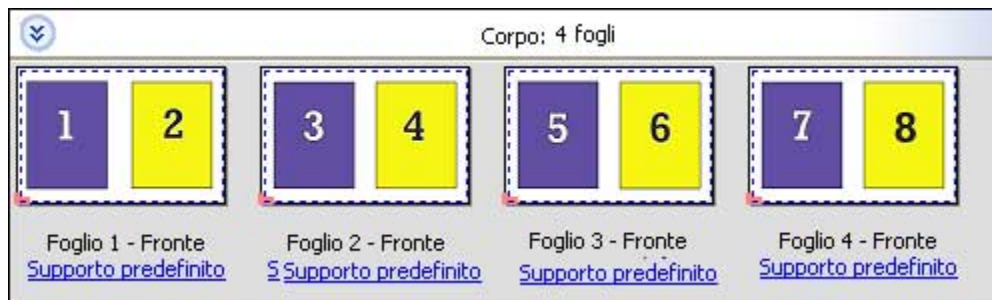 Corpo: 4 fogli
1 2 3 4 5 6 7 8
Foglio 1 - Fronte
Supporto predefinito
Foglio 2 - Fronte
S Supporto predefinito
Foglio 3 - Fronte
Supporto predefinito
Foglio 4 - Fronte
Supporto predefinito